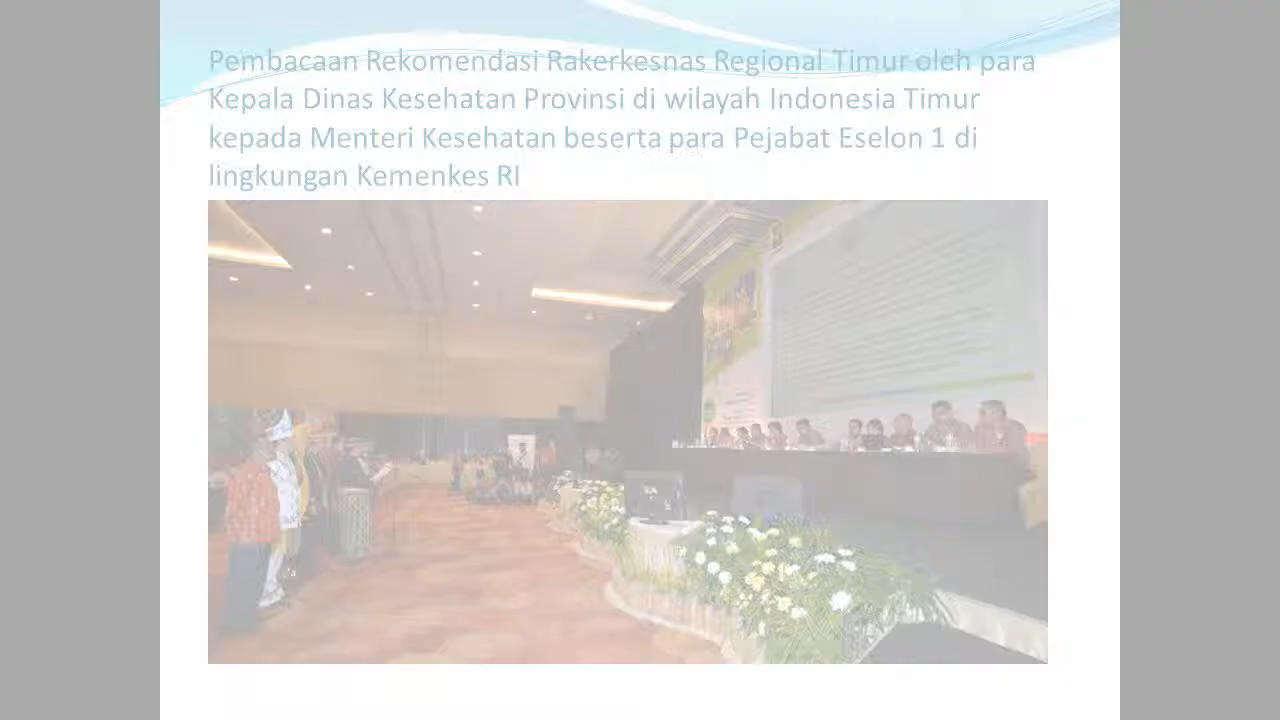 Pembacaan Rekomendasi Rakerkesnas Regional Timur oleh para
Kepala Dinas Kesehatan Provinsi di wilayah Indonesia Timur
kepada Menteri Kesehatan beserta para Pejabat Eselon 1 di
lingkungan Kemenkes RI